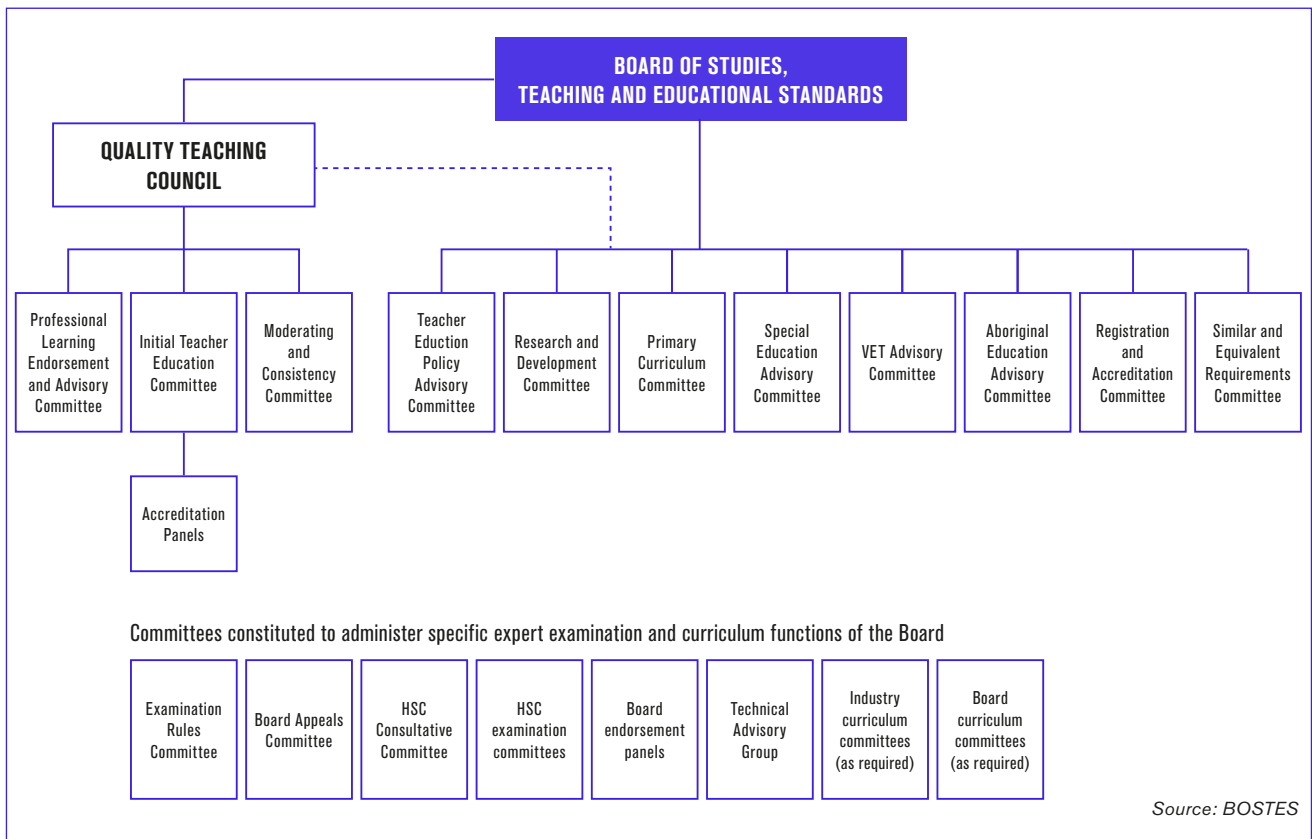 BOARD OF STUDIES,
TEACHING AND EDUCATIONAL STANDARDS
QUALITY TEACHING
COUNCIL
Professional
Learning
Endorsement
and Advisory
Committee
Initial Teacher
Education
Committee
Moderating
and
Consistency
Committee
Teacher
Eduction
Policy
Advisory
Committee
Research and
Development
Committee
Primary
Curriculum
Committee
Special
Education
Advisory
Committee
VET Advisory
Committee
Aboriginal
Education
Advisory
Committee
Registration
and
Accreditation
Committee
Similar and
Equivalent
Requirements
Committee
Accreditation
Panels
Committees constituted to administer specific expert examination and curriculum functions of the Board
Examination
Rules
Committee
Board Appeals
Committee
HSC
Consultative
Committee
HSC
examination
committees
Board
endorsement
panels
Technical
Advisory
Group
Industry
curriculum
committees
(as required)
Board
curriculum
committees
(as required)
Source: BOSTES